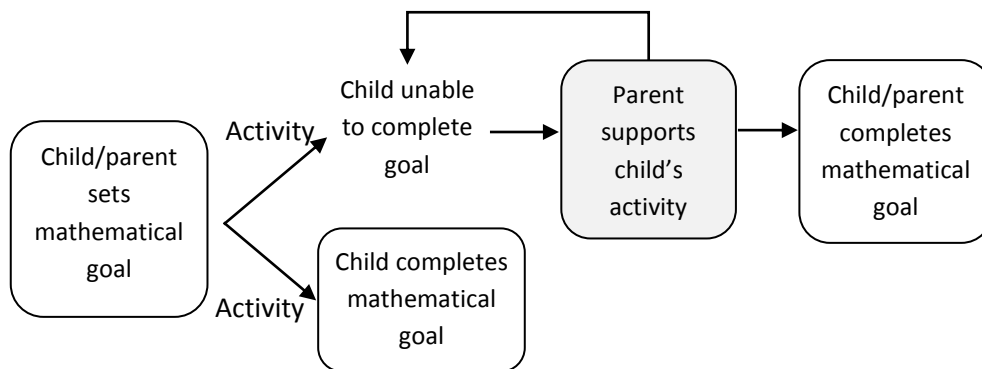 Child/parent
sets
mathematical
goal
Activity
Activity
Child unable
to complete
goal
Child completes
mathematical
goal
Parent
supports
child’s
activity
Child/parent
completes
mathematical
goal